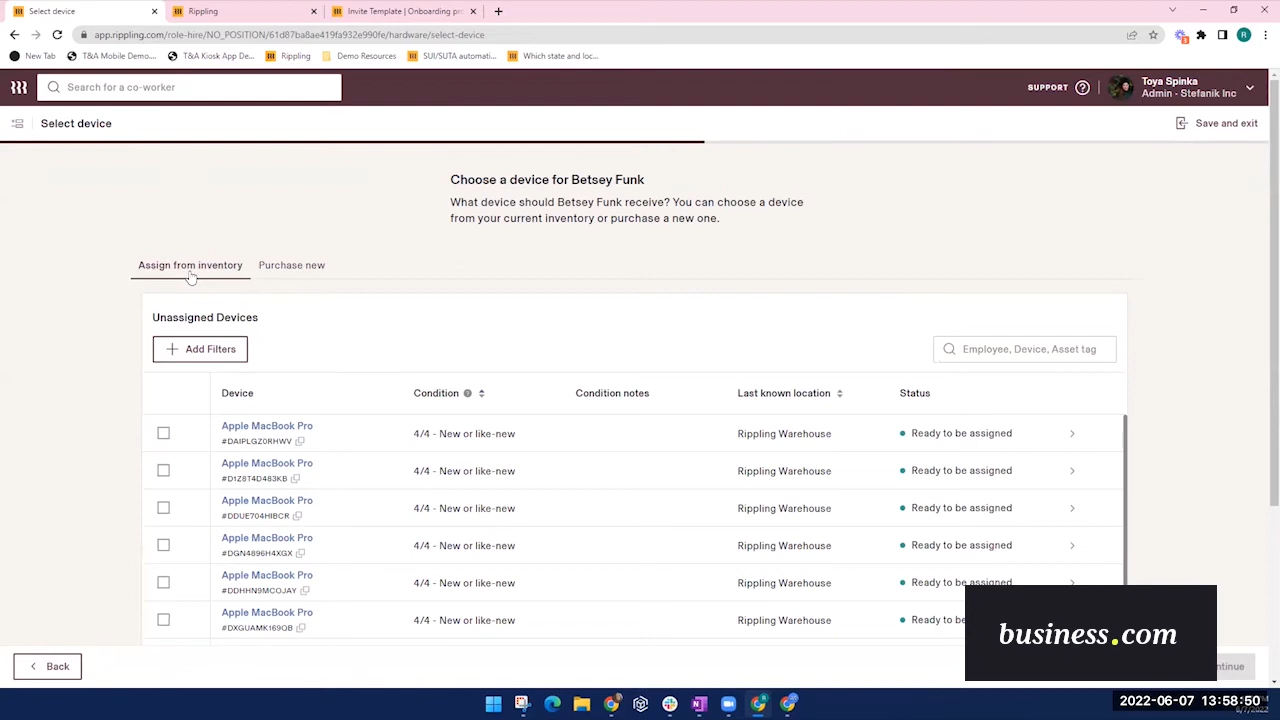 Select device
Rippling
Invite Template | Onboarding pro
app.rippling.com/role-hire/NO_POSITION/61d87ba8ae419fa932e990fe/hardware/select-device
New Tab
T&A Mobile Demo...
T&A Kiosk App De...
Rippling
Demo Resources
SUI/SUTA automati...
Which state and loc...
Search for a co-worker
SUPPORT
Toya Spinka
Admin - Stefanik Inc
Select device
Save and exit
Choose a device for Betsey Funk
What device should Betsey Funk receive? You can choose a device
from your current inventory or purchase a new one.
Assign from inventory
Purchase new
Unassigned Devices
Add Filters
Employee, Device, Asset tag
Device Condition Condition notes Last known location Status
Apple MacBook Pro
#DAIPLGZ0RHWV
4/4 - New or like-new Rippling Warehouse Ready to be assigned
Apple MacBook Pro
#D1Z8T4D483KB
4/4 - New or like-new Rippling Warehouse Ready to be assigned
Apple MacBook Pro
#DDUE704HIBCR
4/4 - New or like-new Rippling Warehouse Ready to be assigned
Apple MacBook Pro
#DGN4896H4XGX
4/4 - New or like-new Rippling Warehouse Ready to be assigned
Apple MacBook Pro
#DDHHN9MCOJAY
4/4 - New or like-new Rippling Warehouse Ready to be assigned
Apple MacBook Pro
#DXGUAMK169QB
4/4 - New or like-new Rippling Warehouse Ready to be
business.com
Back
2022-06-07 13:58:50